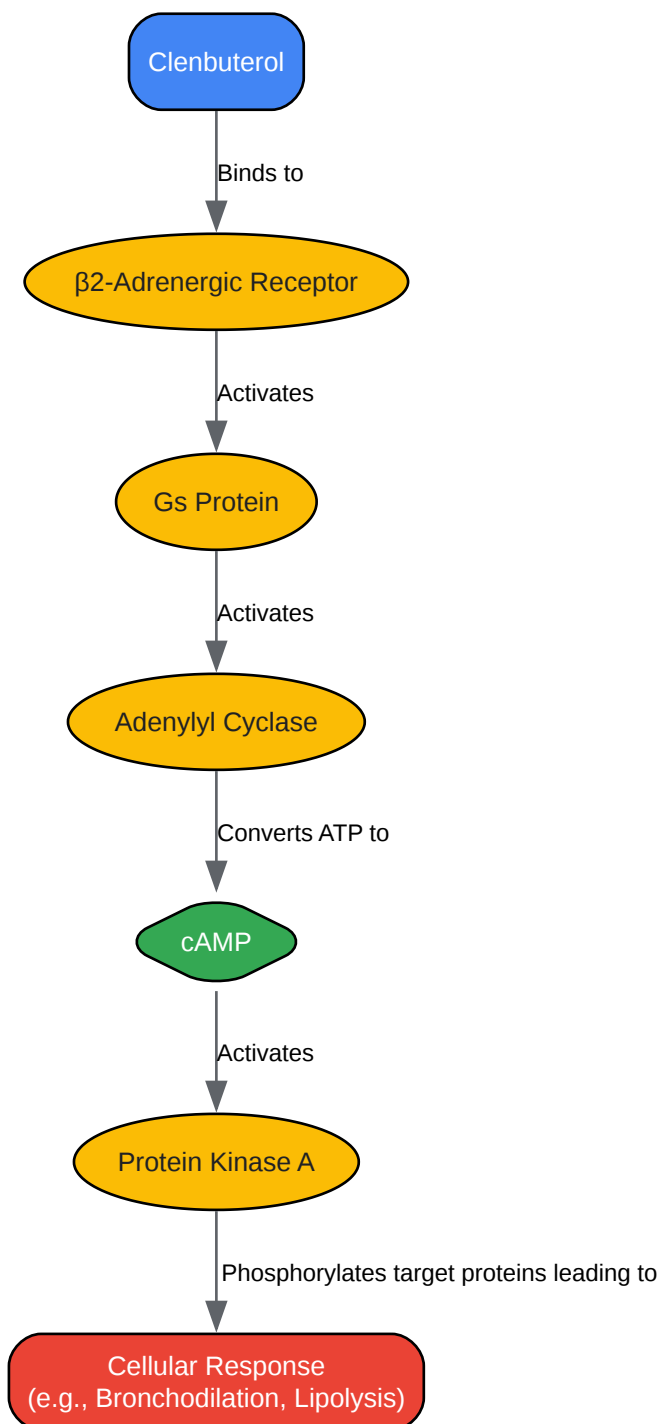 Clenbuterol
Binds to
β2-Adrenergic Receptor
Activates
Gs Protein
Activates
Adenylyl Cyclase
Converts ATP to
cAMP
Activates
Protein Kinase A
Phosphorylates target proteins leading to
Cellular Response
(e.g., Bronchodilation, Lipolysis)